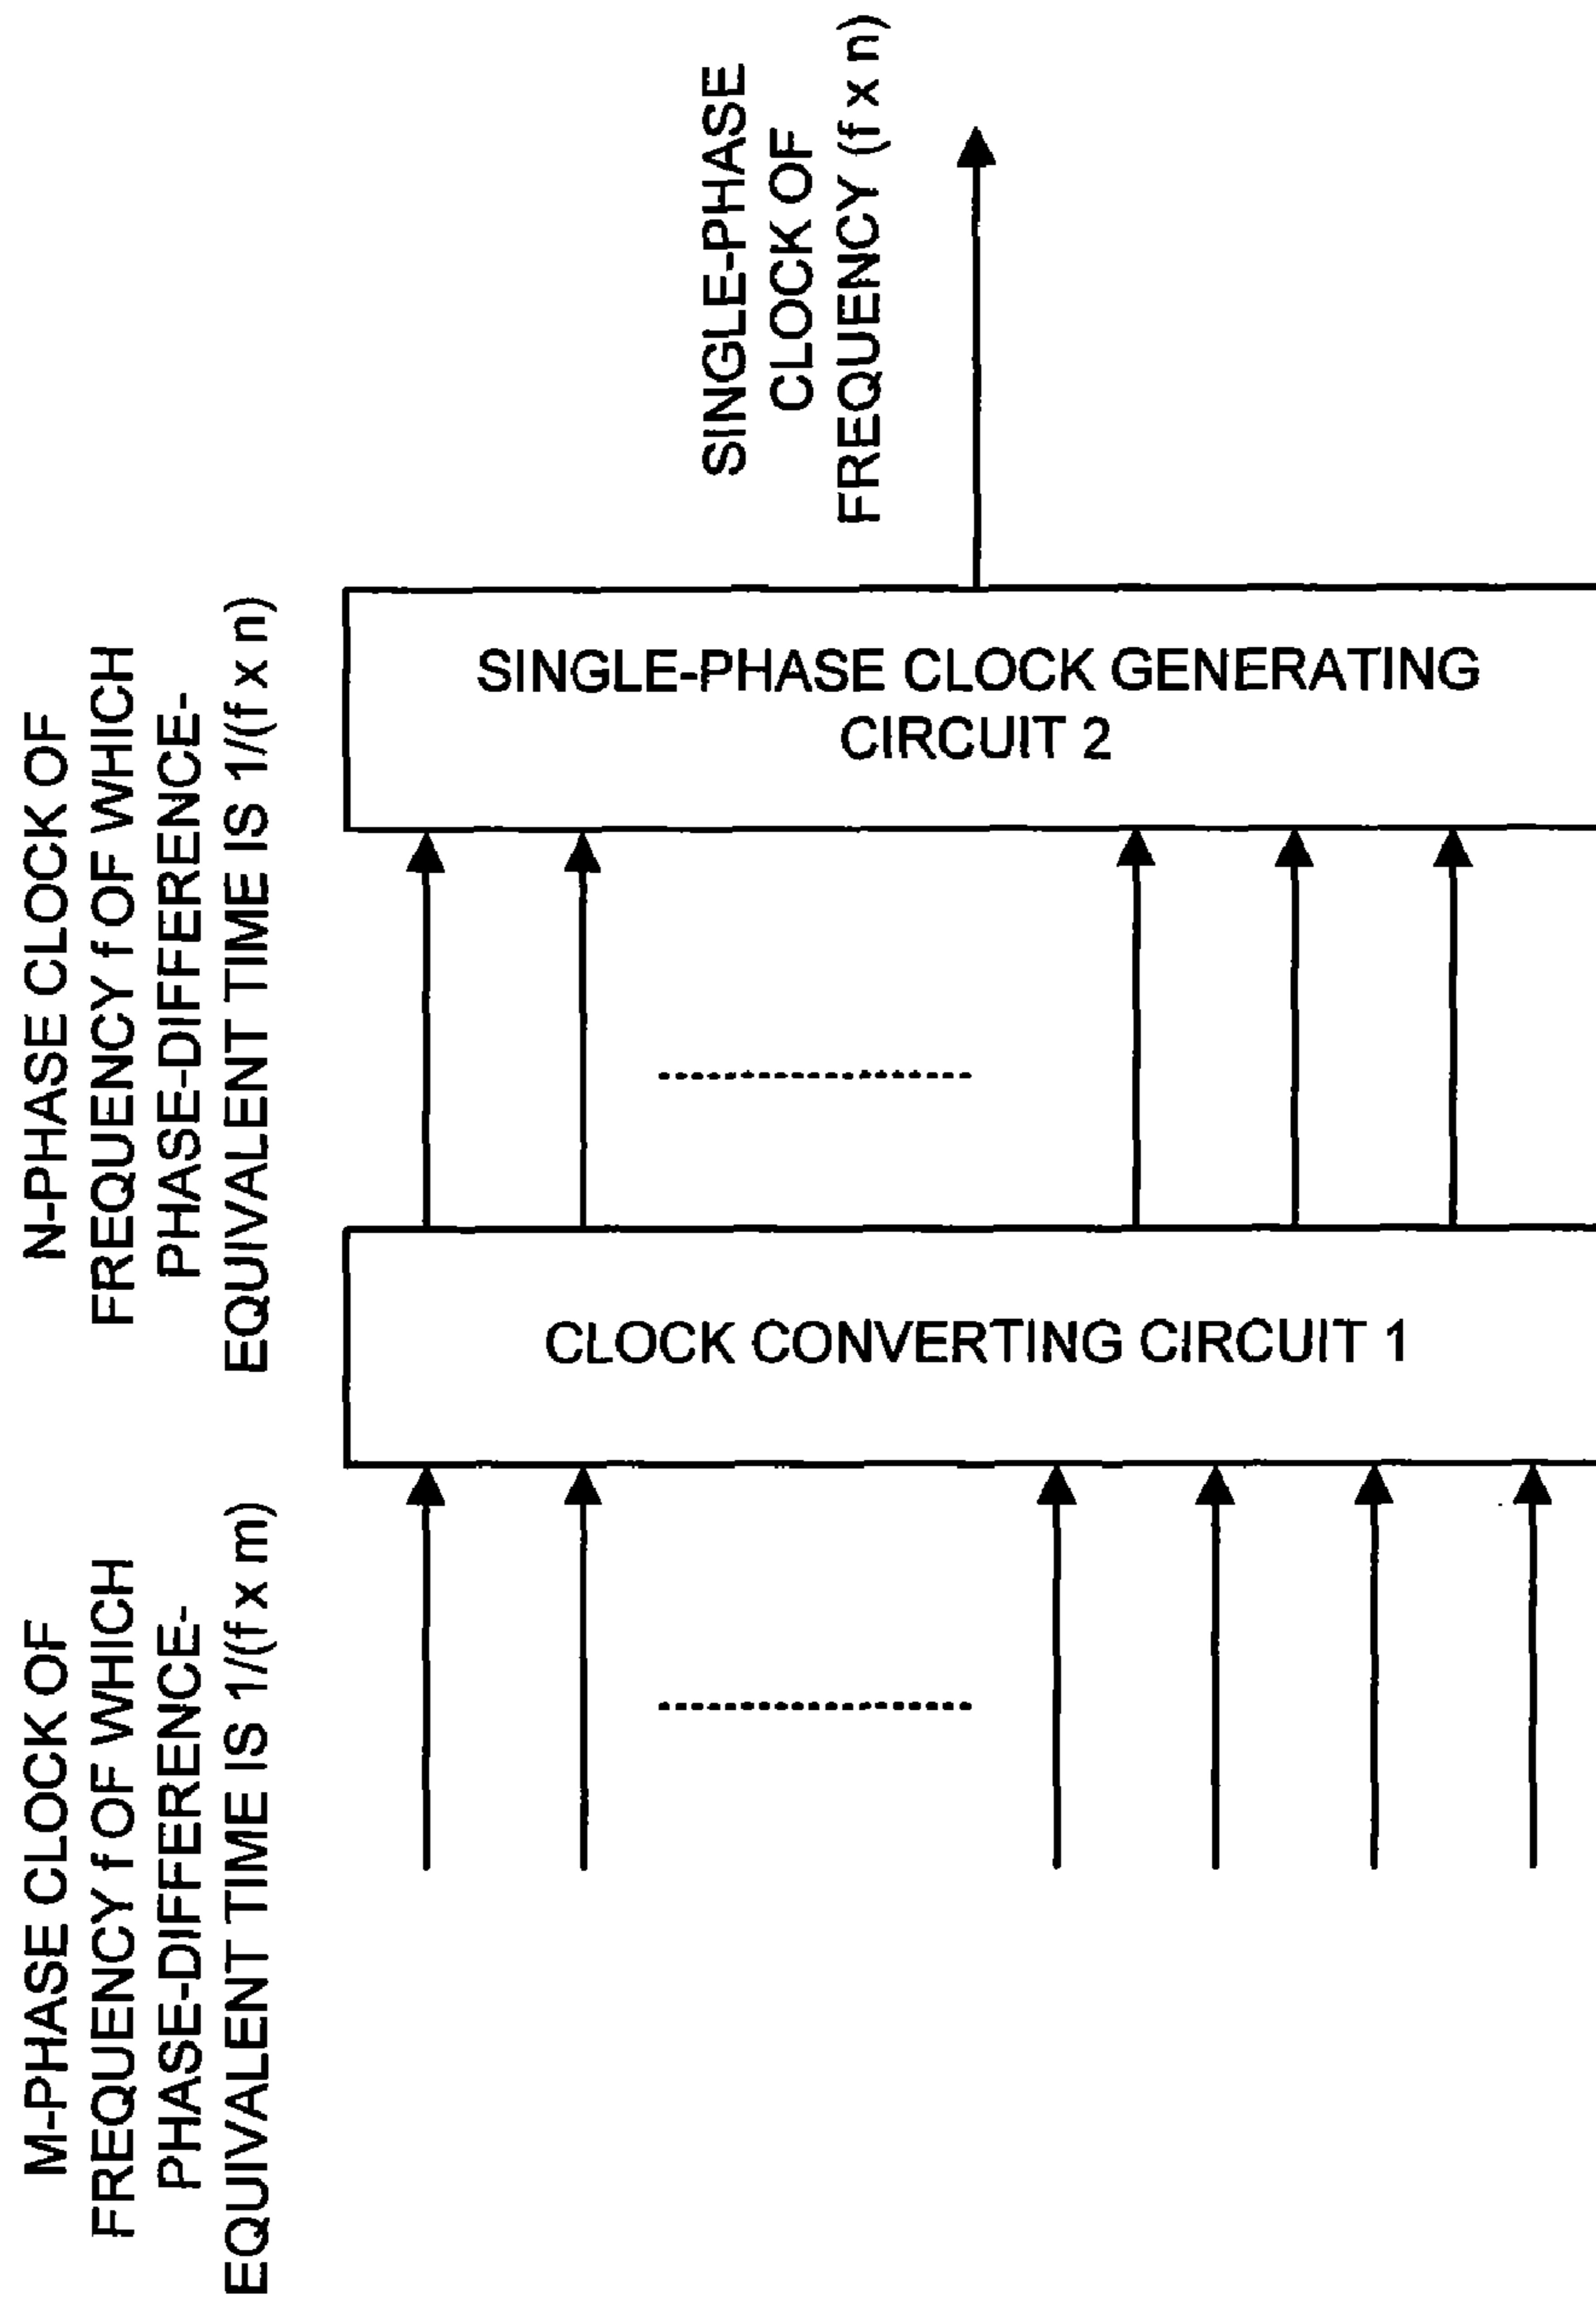 M-PHASE CLOCK OF
FREQUENCY f OF WHICH
PHASE-DIFFERENCE-
EQUIVALENT TIME IS 1/(f x m)
CLOCK CONVERTING CIRCUIT 1
N-PHASE CLOCK OF
FREQUENCY f OF WHICH
PHASE-DIFFERENCE-
EQUIVALENT TIME IS 1/(f x n)
SINGLE-PHASE CLOCK GENERATING
CIRCUIT 2
SINGLE-PHASE
CLOCK OF
FREQUENCY (f x n)